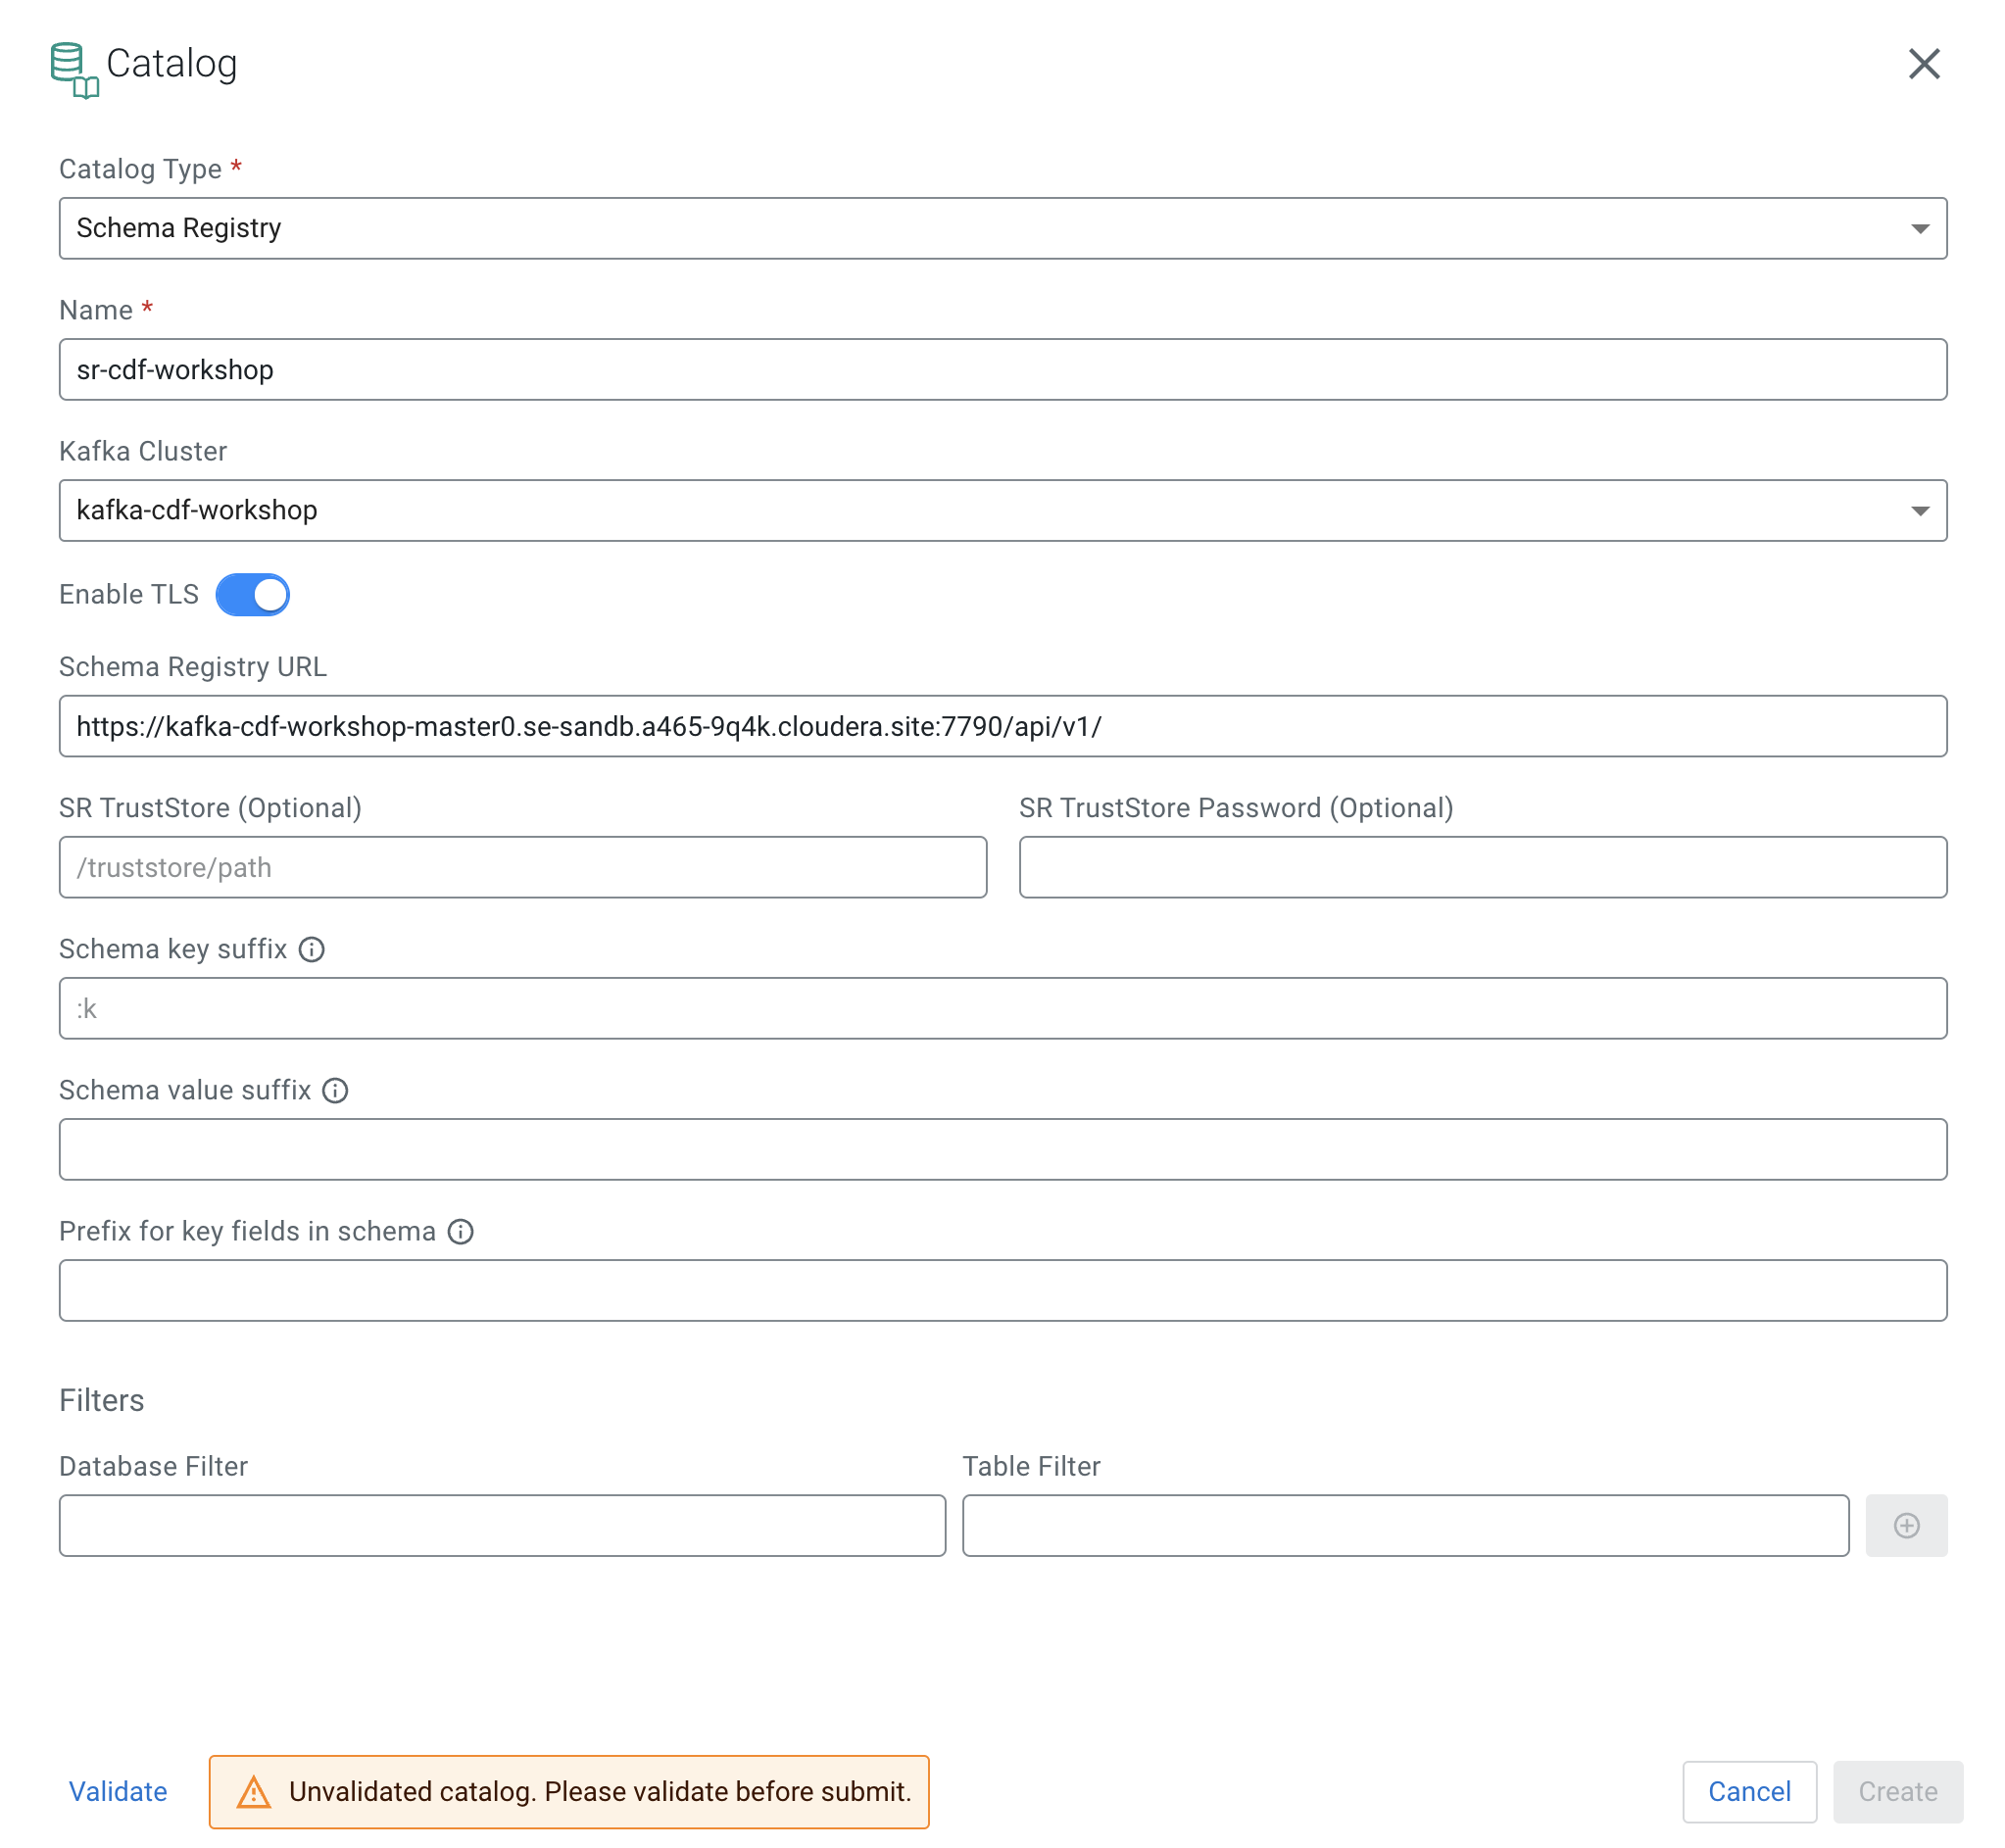 Catalog
Catalog Type *
Schema Registry
Name *
sr-cdf-workshop
Kafka Cluster
kafka-cdf-workshop
Enable TLS
Schema Registry URL
https://kafka-cdf-workshop-master0.se-sandb.a465-9q4k.cloudera.site:7790/api/v1/
SR TrustStore (Optional) SR TrustStore Password (Optional)
/truststore/path
Schema key suffix
:k
Schema value suffix
Prefix for key fields in schema
Filters
Database Filter Table Filter
Validate Unvalidated catalog. Please validate before submit. Cancel Create